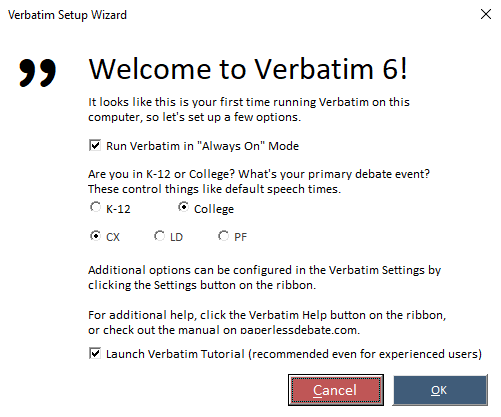 Verbatim Setup Wizard
Welcome to Verbatim 6!
It looks like this is your first time running Verbatim on this
computer, so let's set up a few options.
Run Verbatim in "Always On" Mode
Are you in K-12 or College? What's your primary debate event?
These control things like default speech times.
K-12 College
CX LD PF
Additional options can be configured in the Verbatim Settings by
clicking the Settings button on the ribbon.
For additional help, click the Verbatim Help button on the ribbon,
or check out the manual on paperlessdebate.com.
Launch Verbatim Tutorial (recommended even for experienced users)
Cancel OK